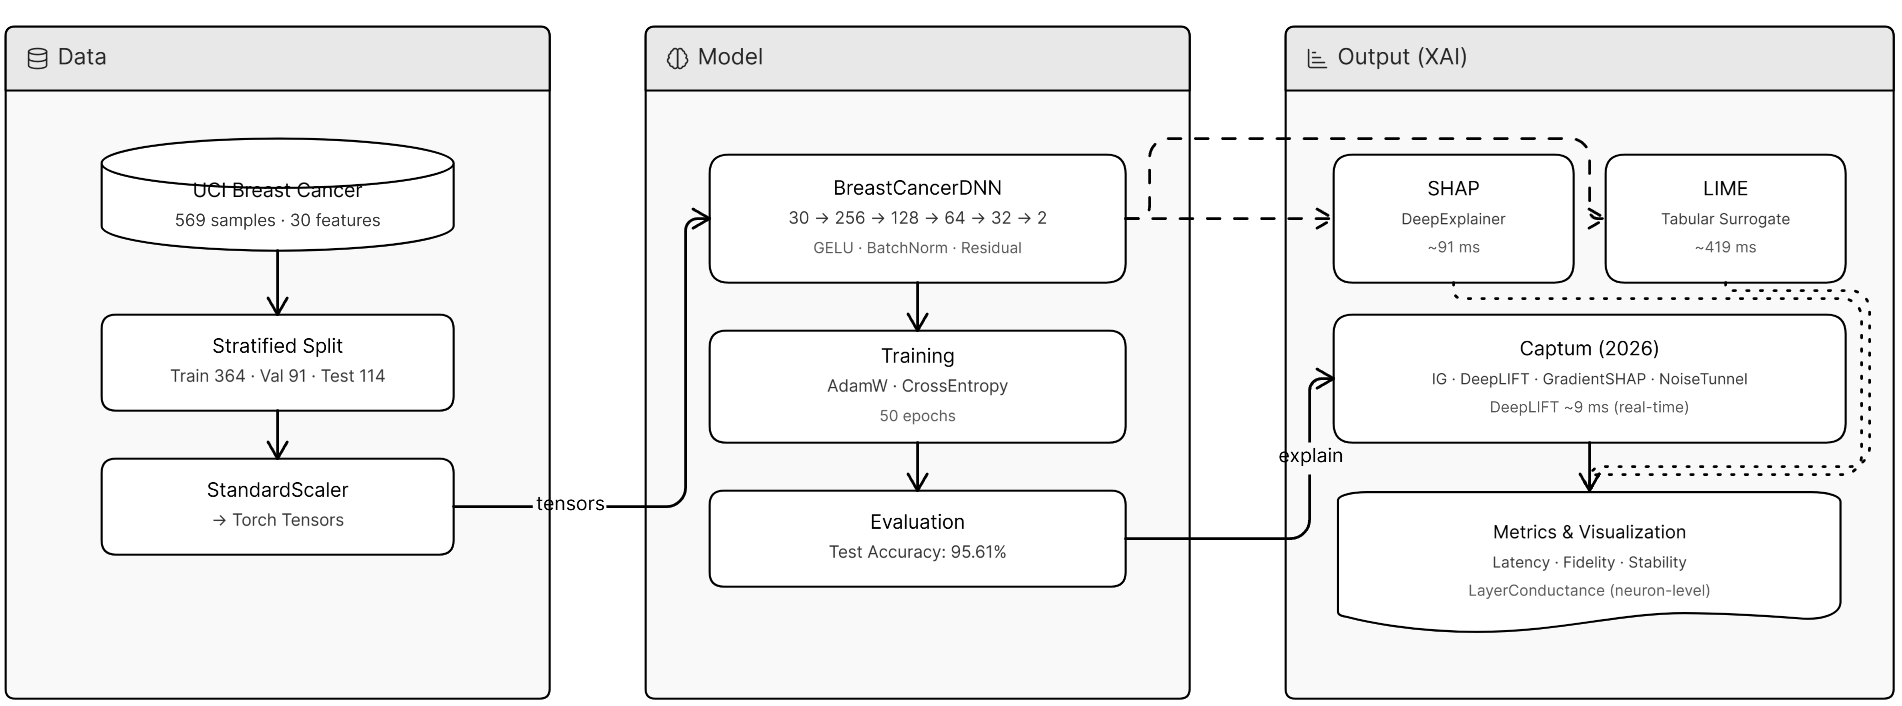 Data
UCI Breast Cancer
569 samples · 30 features
Stratified Split
Train 364 · Val 91 · Test 114
StandardScaler
→ Torch Tensors
tensors
Model
BreastCancerDNN
30 → 256 → 128 → 64 → 32 → 2
GELU · BatchNorm · Residual
Training
AdamW · CrossEntropy
50 epochs
Evaluation
Test Accuracy: 95.61%
explain
Output (XAI)
SHAP
DeepExplainer
~91 ms
LIME
Tabular Surrogate
~419 ms
Captum (2026)
IG · DeepLIFT · GradientSHAP · NoiseTunnel
DeepLIFT ~9 ms (real-time)
Metrics & Visualization
Latency · Fidelity · Stability
LayerConductance (neuron-level)